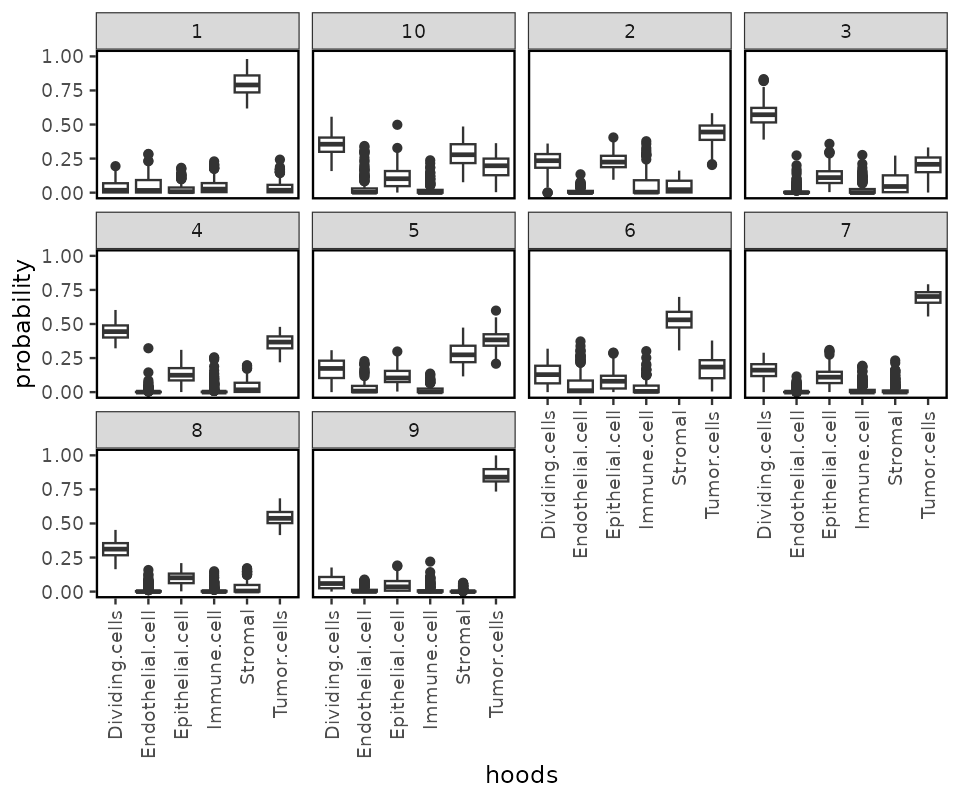 1 10 2 3
1.00
0.75
0.50
0.25
0.00
4 5 6 7
1.00
0.75
0.50
0.25
0.00
probability
8 9
1.00
0.75
0.50
0.25
0.00
Dividing.cells
Endothelial.cell
Epithelial.cell
Immune.cell
Stromal
Tumor.cells
Dividing.cells
Endothelial.cell
Epithelial.cell
Immune.cell
Stromal
Tumor.cells
Dividing.cells
Endothelial.cell
Epithelial.cell
Immune.cell
Stromal
Tumor.cells
Dividing.cells
Endothelial.cell
Epithelial.cell
Immune.cell
Stromal
Tumor.cells
hoods